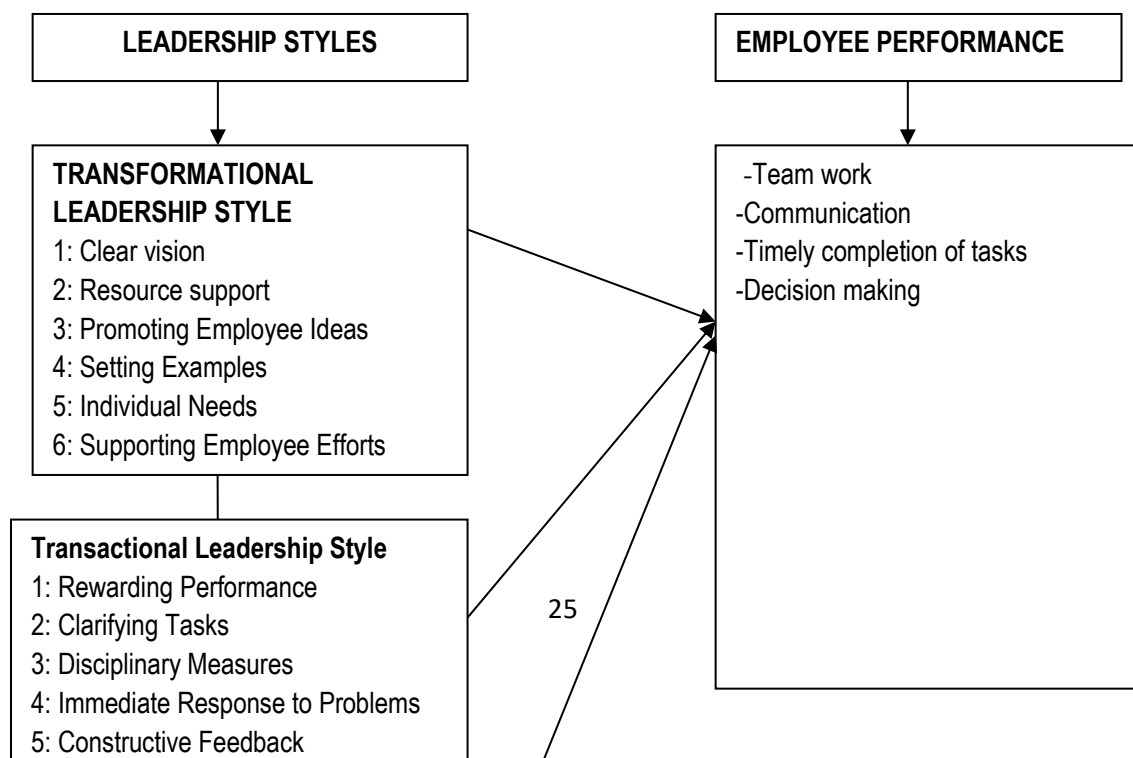 LEADERSHIP STYLES
EMPLOYEE PERFORMANCE
TRANSFORMATIONAL
LEADERSHIP STYLE
1: Clear vision
2: Resource support
3: Promoting Employee Ideas
4: Setting Examples
5: Individual Needs
6: Supporting Employee Efforts
-Team work
-Communication
-Timely completion of tasks
-Decision making
Transactional Leadership Style
1: Rewarding Performance
2: Clarifying Tasks
3: Disciplinary Measures
4: Immediate Response to Problems
5: Constructive Feedback
25